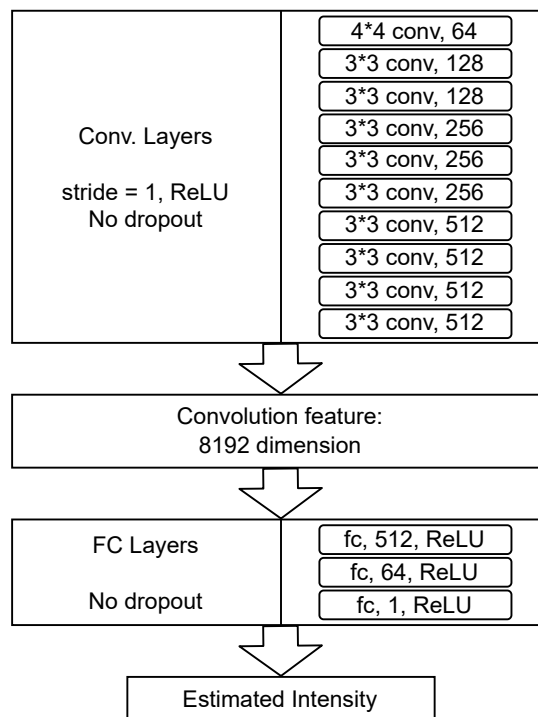 Conv. Layers
stride = 1, ReLU
No dropout
4*4 conv, 64
3*3 conv, 128
3*3 conv, 128
3*3 conv, 256
3*3 conv, 256
3*3 conv, 256
3*3 conv, 512
3*3 conv, 512
3*3 conv, 512
3*3 conv, 512
Convolution feature:
8192 dimension
FC Layers
No dropout
fc, 512, ReLU
fc, 64, ReLU
fc, 1, ReLU
Estimated Intensity